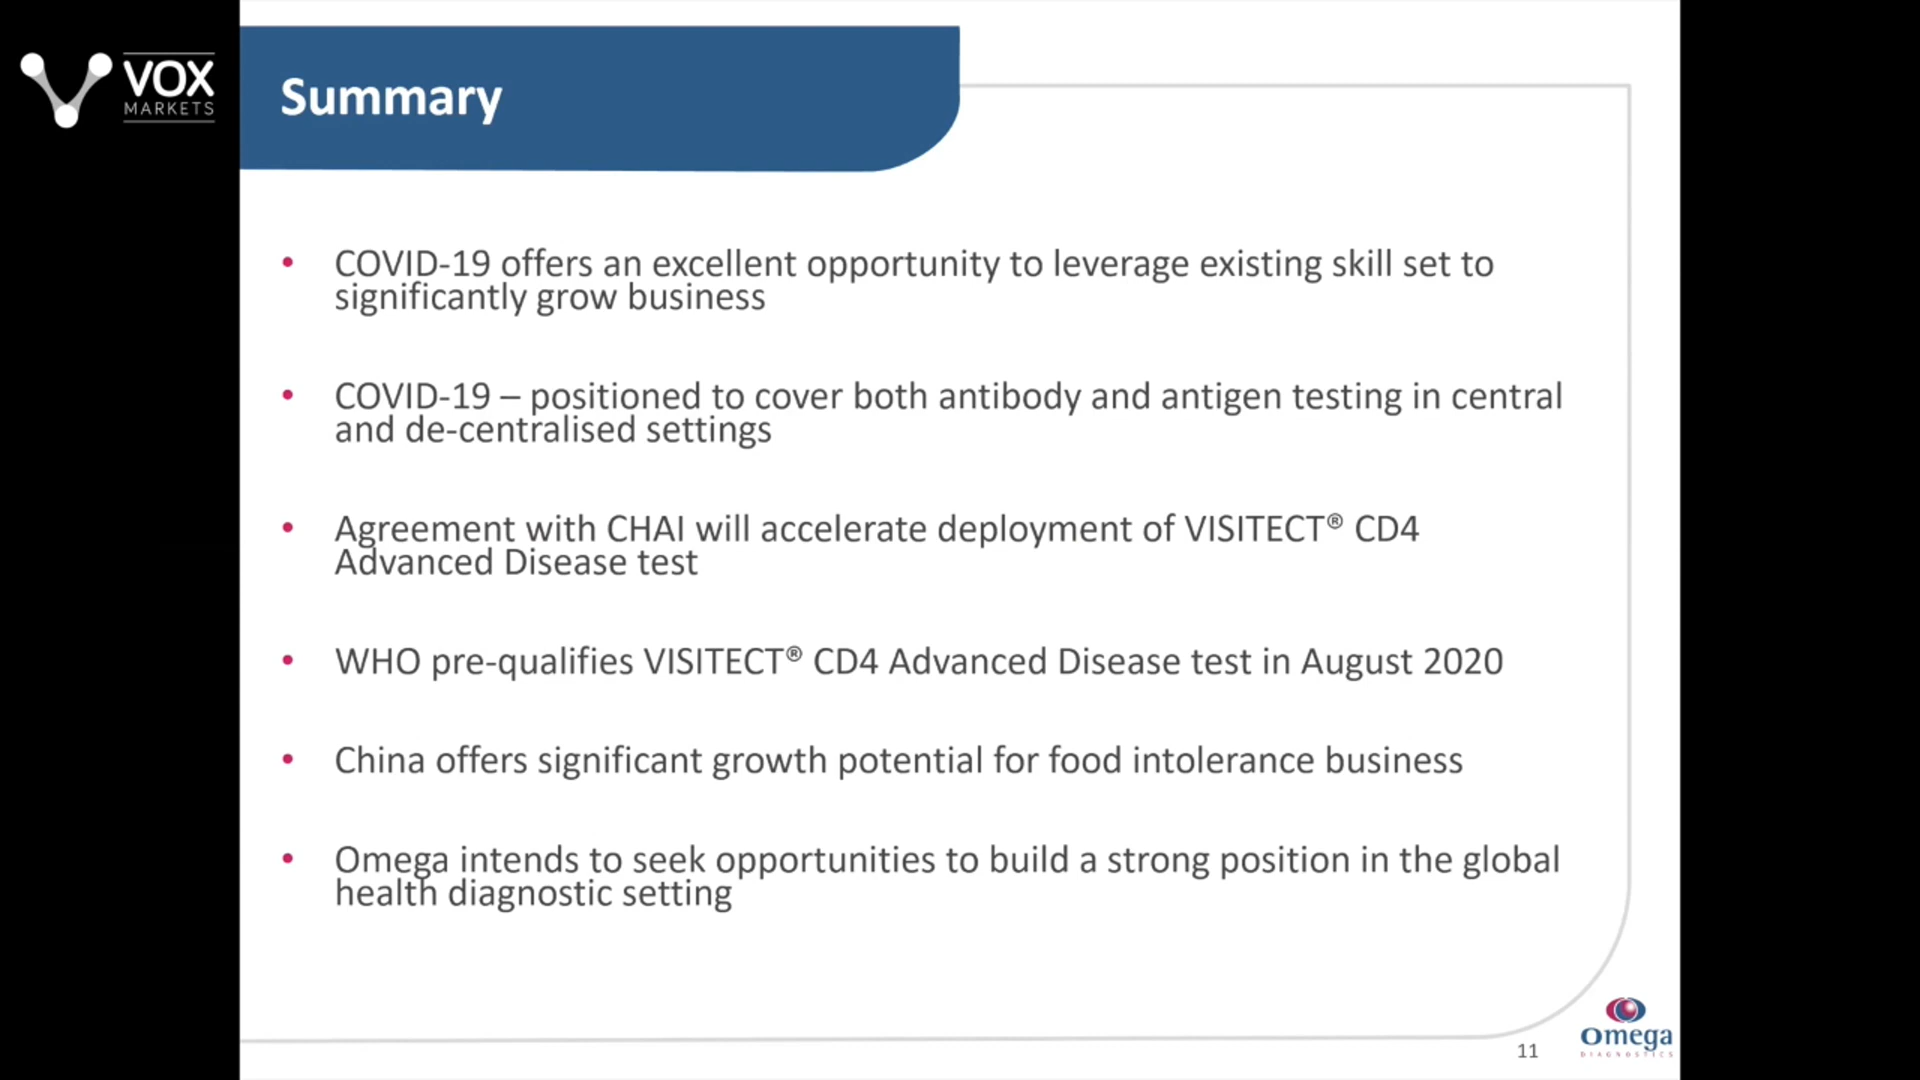 VOX
MARKETS
Summary
• COVID-19 offers an excellent opportunity to leverage existing skill set to
significantly grow business
• COVID-19 – positioned to cover both antibody and antigen testing in central
and de-centralised settings
• Agreement with CHAI will accelerate deployment of VISITECT® CD4
Advanced Disease test
• WHO pre-qualifies VISITECT® CD4 Advanced Disease test in August 2020
• China offers significant growth potential for food intolerance business
• Omega intends to seek opportunities to build a strong position in the global
health diagnostic setting
11
Omega
DIAGNOSTICS